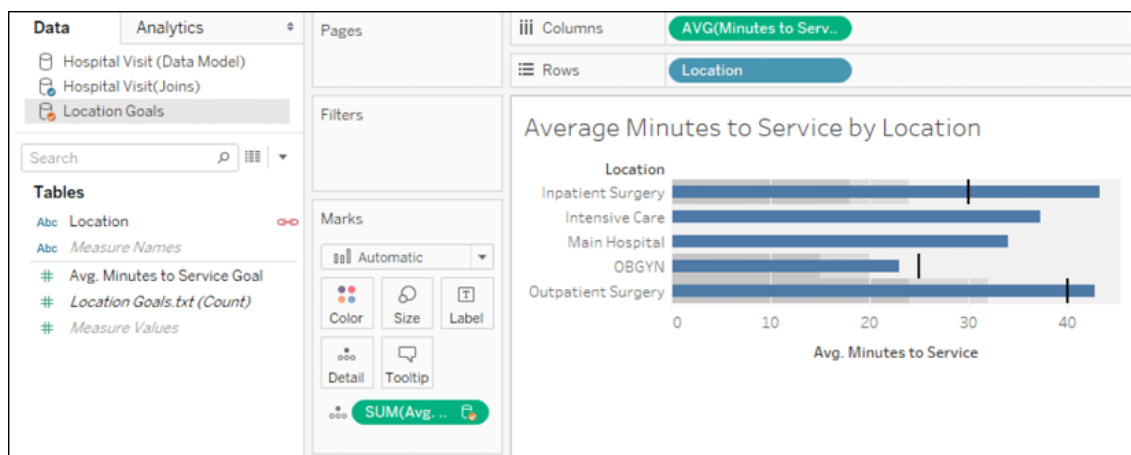 Data
Analytics
Hospital Visit (Data Model)
Hospital Visit(Joins)
Location Goals
Search
Tables
Abc Location
Abc Measure Names
# Avg. Minutes to Service Goal
# Location Goals.txt (Count)
# Measure Values
Pages
Filters
Marks
Automatic
Color
Size
T
Label
Detail
Tooltip
SUM(Avg. ..
Columns
AVG(Minutes to Serv..
Rows
Location
Average Minutes to Service by Location
Location
Inpatient Surgery
Intensive Care
Main Hospital
OBGYN
Outpatient Surgery
0 10 20 30 40
Avg. Minutes to Service